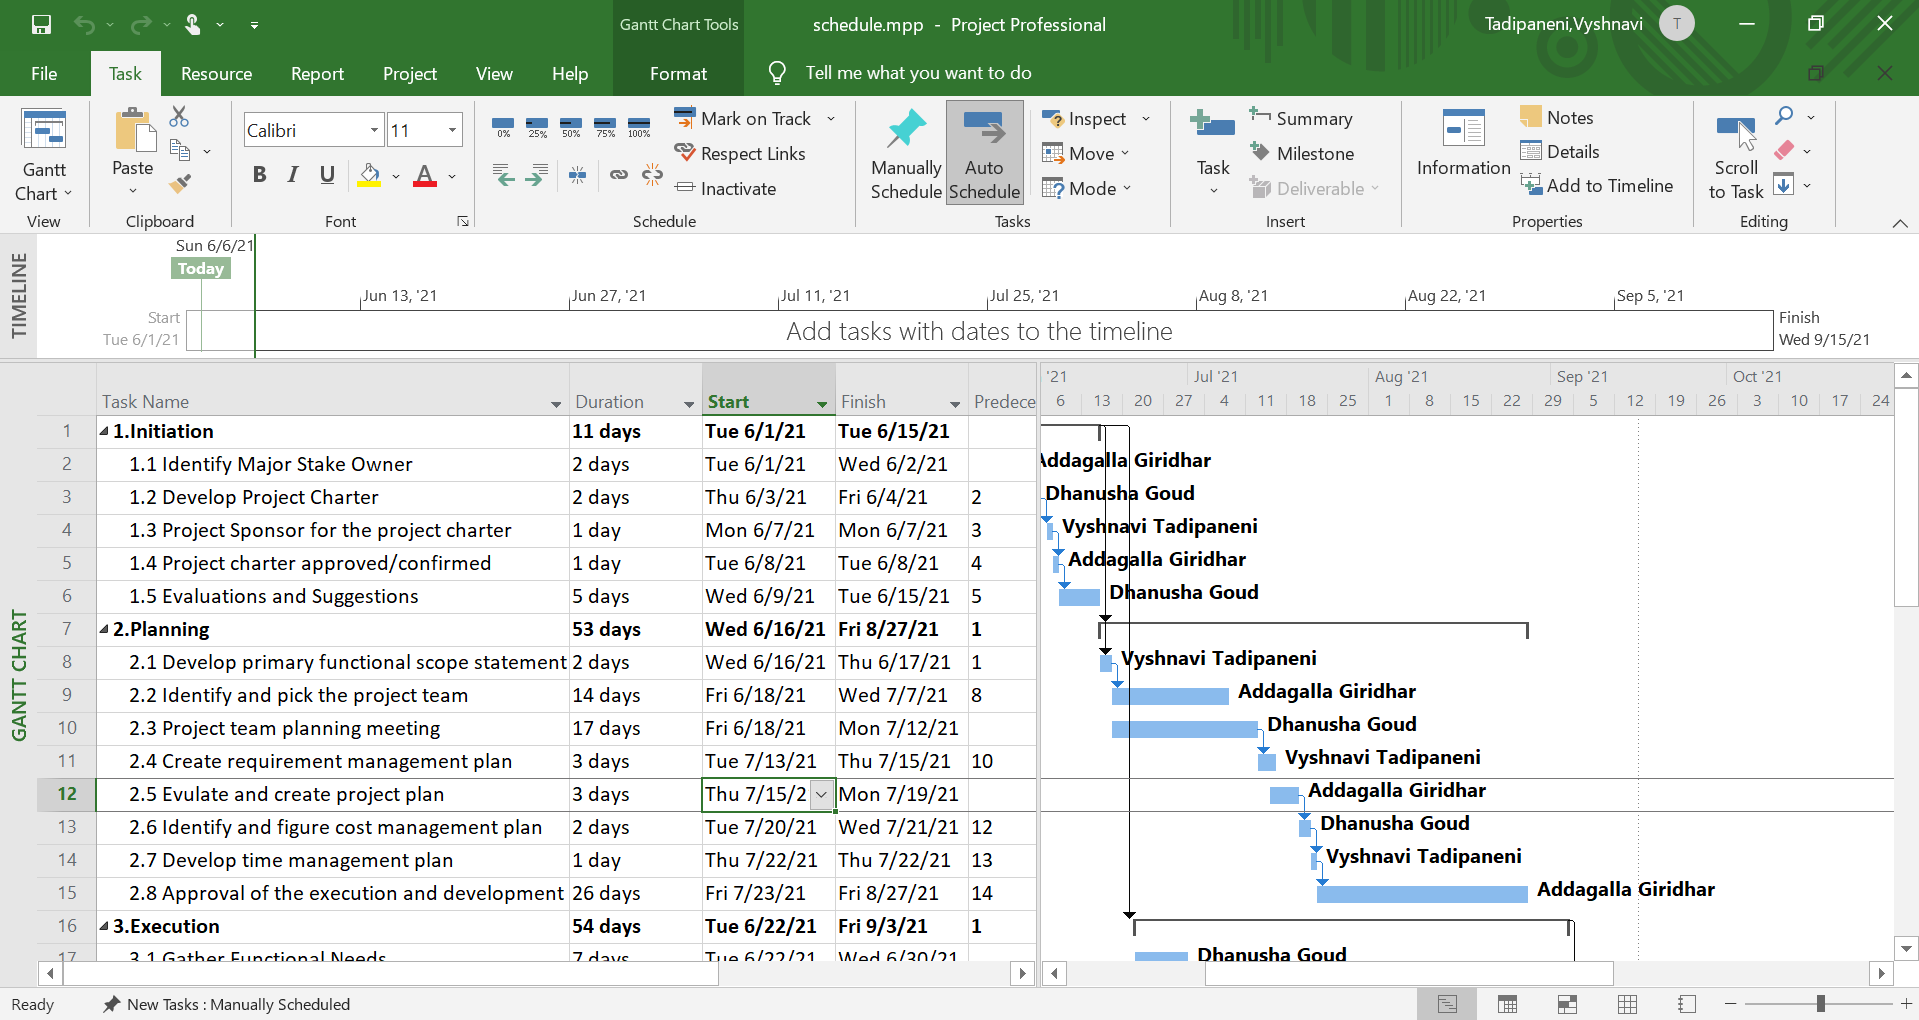 Gantt Chart Tools
schedule.mpp - Project Professional
Tadipaneni,Vyshnavi
T
File Task Resource Report Project View Help Format Tell me what you want to do
Gantt Chart
View
Paste
Clipboard
Calibri 11
B I U A
Font
0% 25% 50% 75% 100%
Mark on Track
Respect Links
Inactivate
Schedule
Manually Schedule
Auto Schedule
Inspect
Move
Mode
Tasks
Task
Summary
Milestone
Deliverable
Insert
Information
Notes
Details
Add to Timeline
Properties
Scroll to Task
Editing
TIMELINE
Sun 6/6/21
Today
Jun 13, '21 Jun 27, '21 Jul 11, '21 Jul 25, '21 Aug 8, '21 Aug 22, '21 Sep 5, '21
Start
Tue 6/1/21
Add tasks with dates to the timeline
Finish
Wed 9/15/21
GANTT CHART
Task Name Duration Start Finish Predece
'21 Jul '21 Aug '21 Sep '21 Oct '21
6 13 20 27 4 11 18 25 1 8 15 22 29 5 12 19 26 3 10 17 24
1 1.Initiation 11 days Tue 6/1/21 Tue 6/15/21
2 1.1 Identify Major Stake Owner 2 days Tue 6/1/21 Wed 6/2/21 Addagalla Giridhar
3 1.2 Develop Project Charter 2 days Thu 6/3/21 Fri 6/4/21 2 Dhanusha Goud
4 1.3 Project Sponsor for the project charter 1 day Mon 6/7/21 Mon 6/7/21 3 Vyshnavi Tadipaneni
5 1.4 Project charter approved/confirmed 1 day Tue 6/8/21 Tue 6/8/21 4 Addagalla Giridhar
6 1.5 Evaluations and Suggestions 5 days Wed 6/9/21 Tue 6/15/21 5 Dhanusha Goud
7 2.Planning 53 days Wed 6/16/21 Fri 8/27/21 1
8 2.1 Develop primary functional scope statement 2 days Wed 6/16/21 Thu 6/17/21 1 Vyshnavi Tadipaneni
9 2.2 Identify and pick the project team 14 days Fri 6/18/21 Wed 7/7/21 8 Addagalla Giridhar
10 2.3 Project team planning meeting 17 days Fri 6/18/21 Mon 7/12/21 Dhanusha Goud
11 2.4 Create requirement management plan 3 days Tue 7/13/21 Thu 7/15/21 10 Vyshnavi Tadipaneni
12 2.5 Evulate and create project plan 3 days Thu 7/15/2 Mon 7/19/21 Addagalla Giridhar
13 2.6 Identify and figure cost management plan 2 days Tue 7/20/21 Wed 7/21/21 12 Dhanusha Goud
14 2.7 Develop time management plan 1 day Thu 7/22/21 Thu 7/22/21 13 Vyshnavi Tadipaneni
15 2.8 Approval of the execution and development 26 days Fri 7/23/21 Fri 8/27/21 14 Addagalla Giridhar
16 3.Execution 54 days Tue 6/22/21 Fri 9/3/21 1
17 3.1 Gather Functional Needs 7 days Tue 6/22/21 Wed 6/30/21 Dhanusha Goud
Ready New Tasks : Manually Scheduled